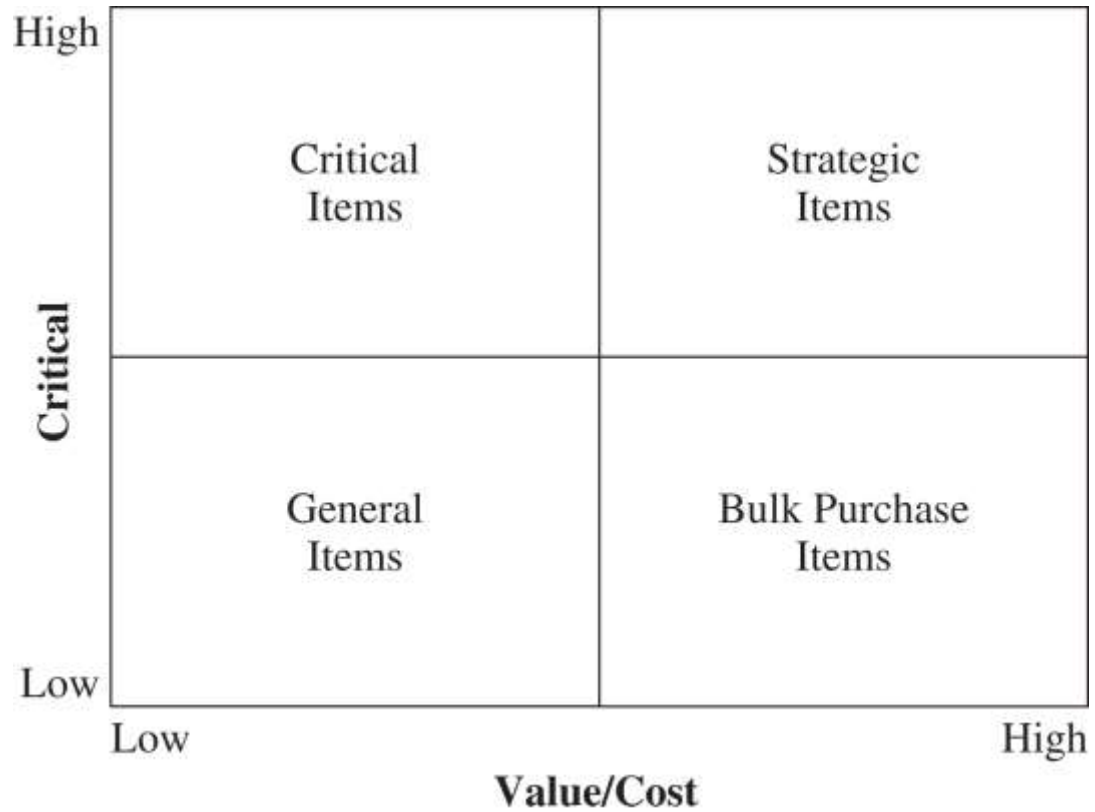 High
Critical
Items
Strategic
Items
Critical
General
Items
Bulk Purchase
Items
Low
Low
High
Value/Cost